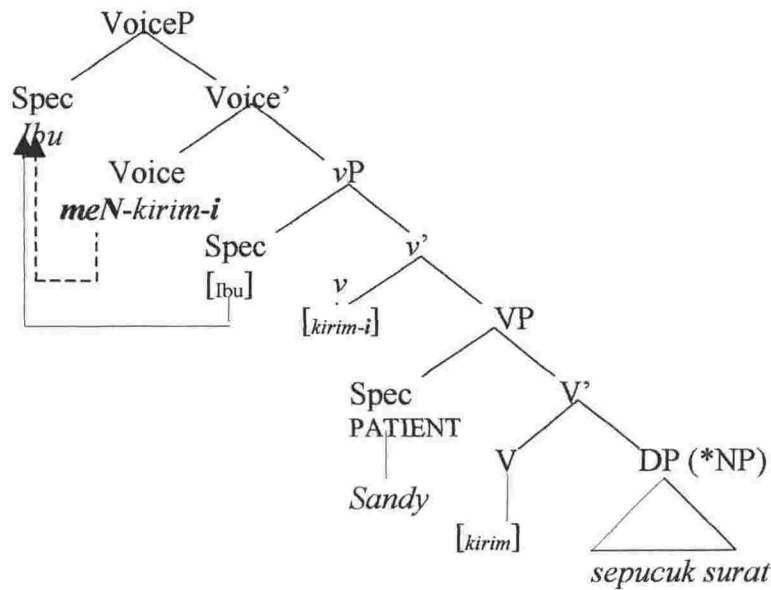 VoiceP
Spec Voice’
Ibu
Voice vP
meN-kirim-i
Spec v’
[Ibu] v
[kirim-i] VP
Spec V’
PATIENT
V DP (*NP)
Sandy
[kirim]
sepucuk surat